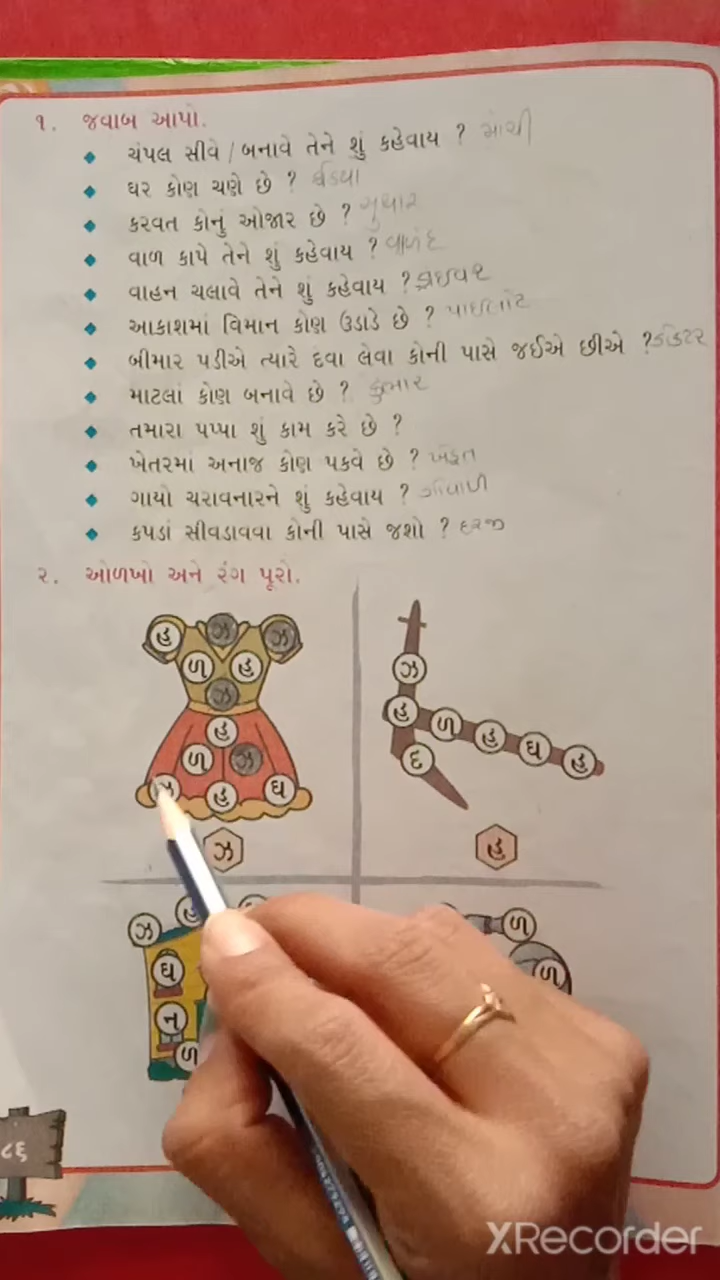 ૧. જવાબ આપો.
ચંપલ સીવે / બનાવે તેને શું કહેવાય ? મોચી
ઘર કોણ ચણે છે ? કડિયા
કરવત કોનું ઓજાર છે ? સુથાર
વાળ કાપે તેને શું કહેવાય ? વાળંદ
વાહન ચલાવે તેને શું કહેવાય ? ડ્રાઇવર
આકાશમાં વિમાન કોણ ઉડાડે છે ? પાઇલોટ
બીમાર પડીએ ત્યારે દવા લેવા કોની પાસે જઈએ છીએ ?
માટલાં કોણ બનાવે છે ? કુંભાર
તમારા પપ્પા શું કામ કરે છે ?
ખેતરમાં અનાજ કોણ પકવે છે ? ખેડૂત
ગાયો ચરાવનારને શું કહેવાય ? ગોવાળ
કપડાં સીવડાવવા કોની પાસે જશો ? દરજી
૨. ઓળખો અને રંગ પૂરો.
હ ઝ ઝ
ળ હ
ઝ
હ
ળ ઝ
ઝ હ ઘ
ઝ
ઝ
હ ળ હ ઘ હ
દ
હ
ઝ હ
ઘ
ન
ળ
ળ
ળ
૮૬
XRecorder